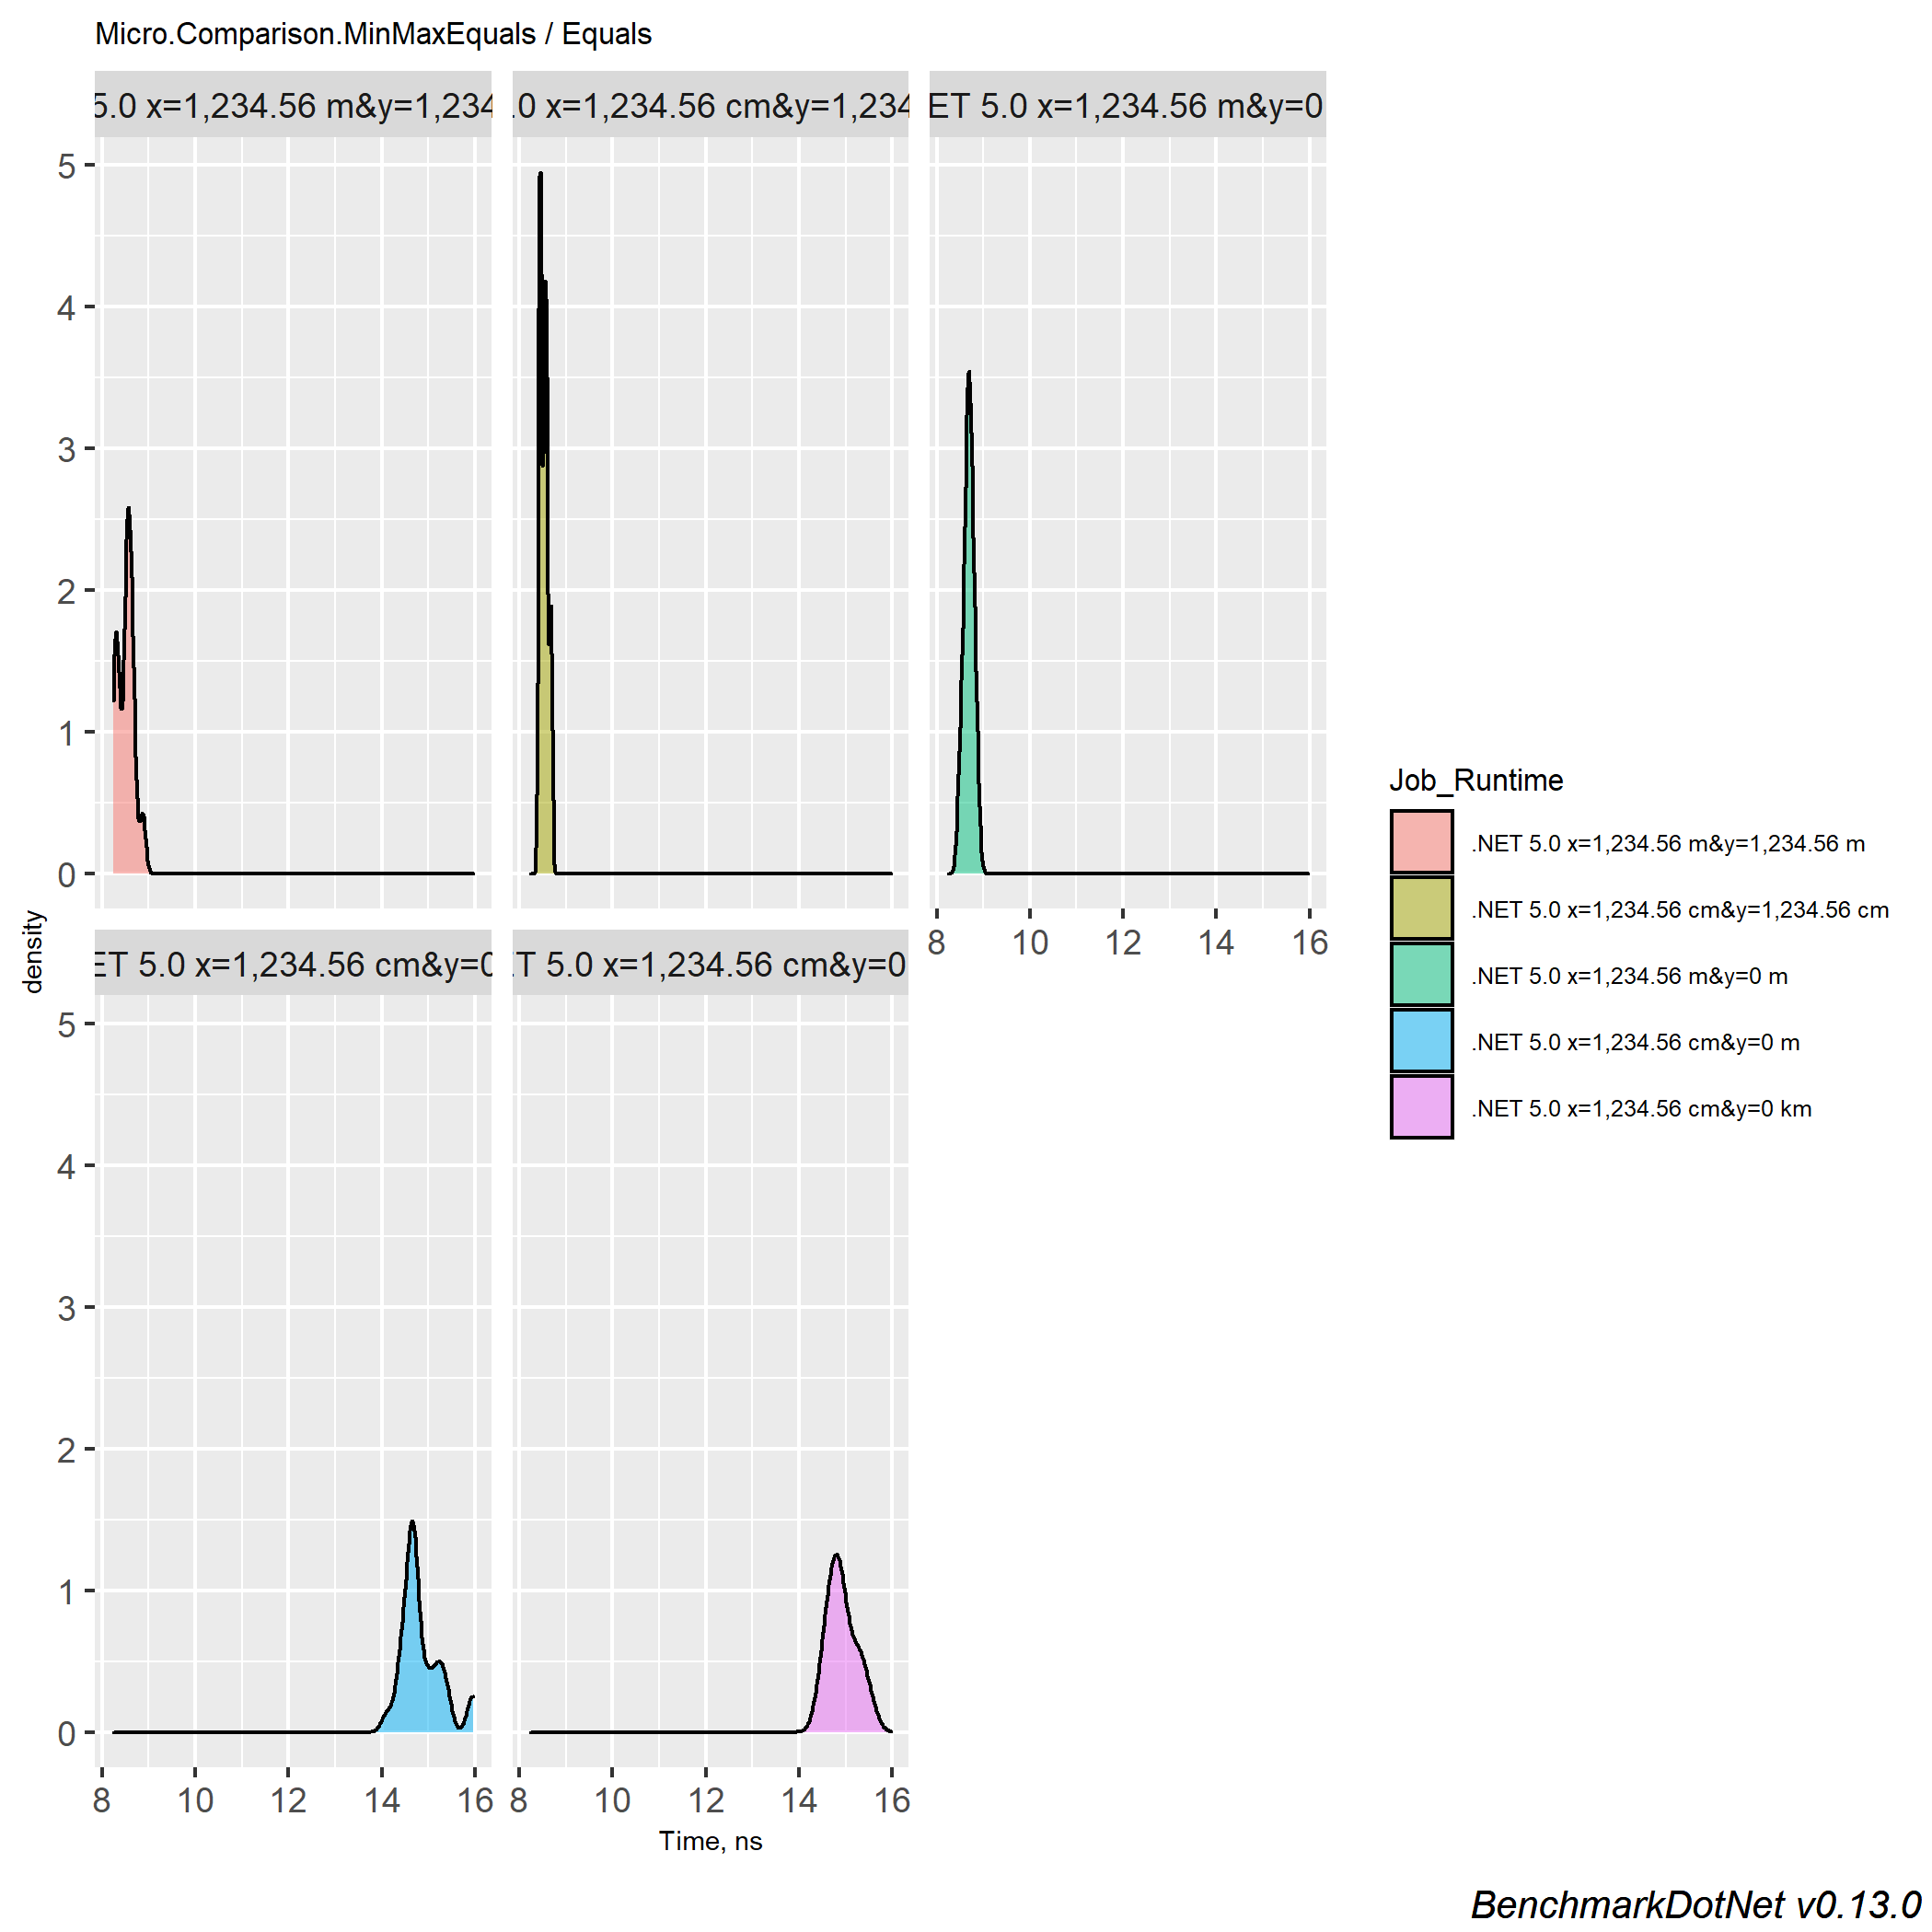 Micro.Comparison.MinMaxEquals / Equals
5.0 x=1,234.56 m&y=1,234
.0 x=1,234.56 cm&y=1,234
ET 5.0 x=1,234.56 m&y=0
5
4
3
2
1
0
8 10 12 14 16
ET 5.0 x=1,234.56 cm&y=0
ET 5.0 x=1,234.56 cm&y=0
5
4
3
2
1
0
8 10 12 14 16
8 10 12 14 16
density
Time, ns
Job_Runtime
.NET 5.0 x=1,234.56 m&y=1,234.56 m
.NET 5.0 x=1,234.56 cm&y=1,234.56 cm
.NET 5.0 x=1,234.56 m&y=0 m
.NET 5.0 x=1,234.56 cm&y=0 m
.NET 5.0 x=1,234.56 cm&y=0 km
BenchmarkDotNet v0.13.0